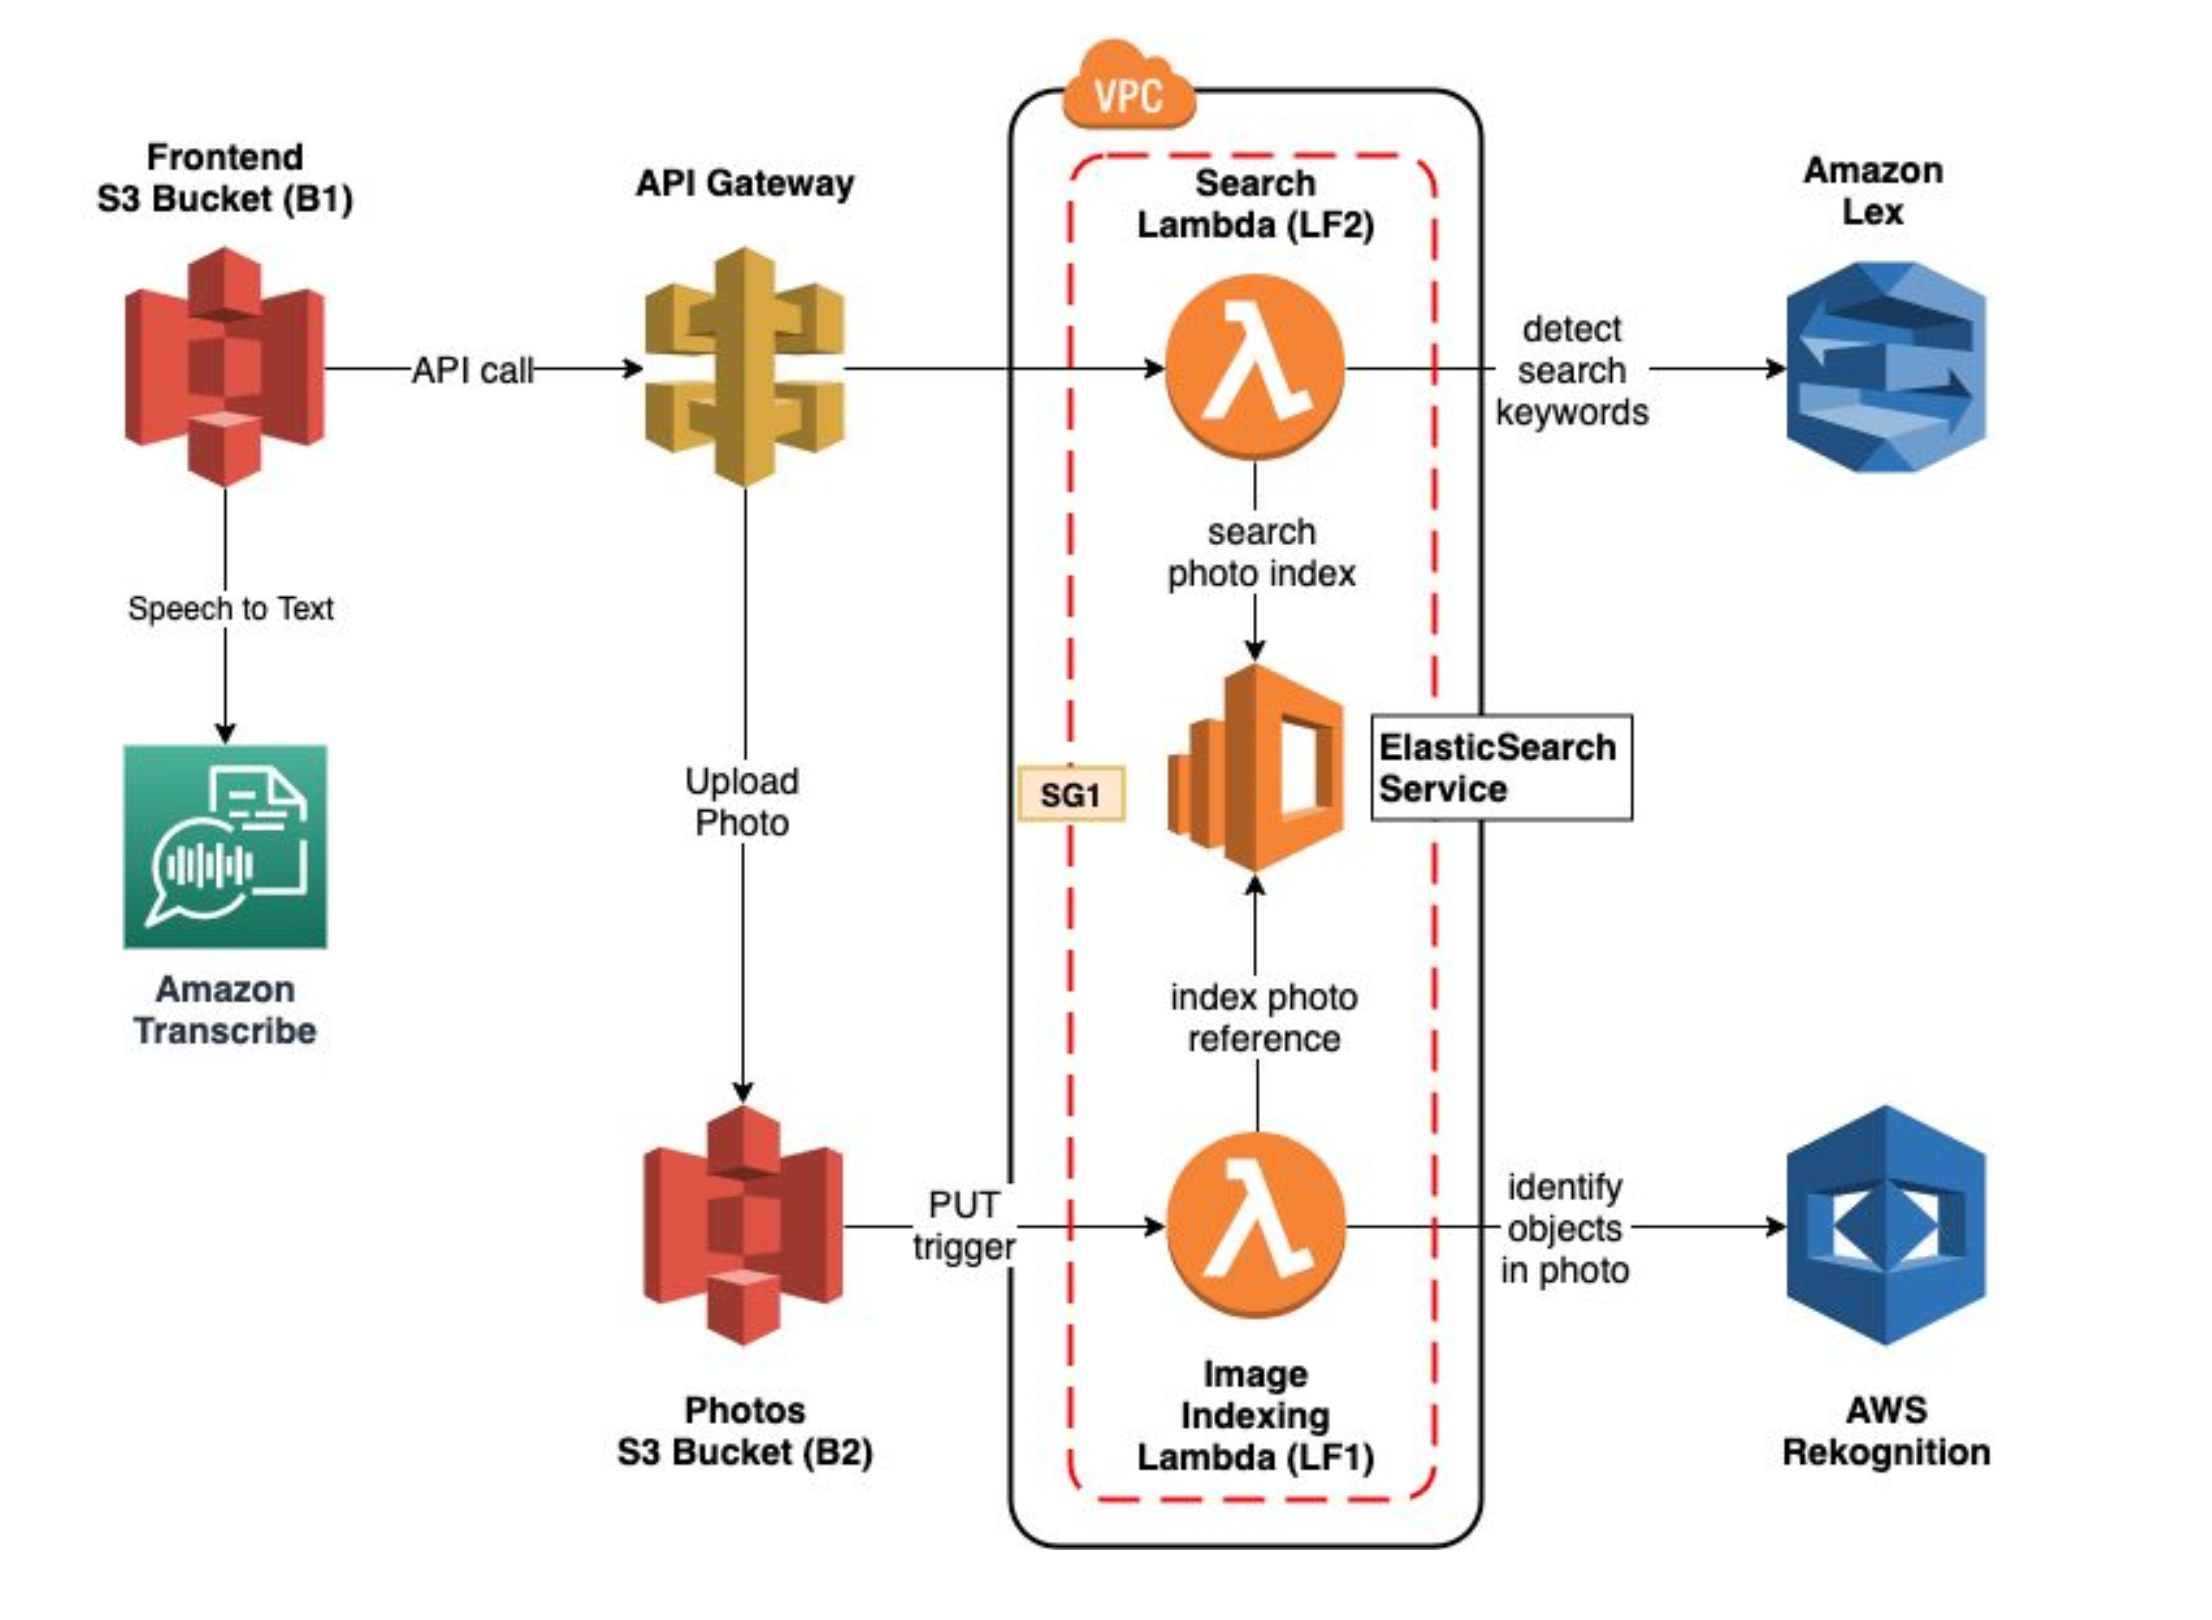 VPC
Frontend
S3 Bucket (B1)
API Gateway
Search
Lambda (LF2)
Amazon
Lex
API call
detect
search
keywords
search
photo index
Speech to Text
ElasticSearch
Service
SG1
Upload
Photo
Amazon
Transcribe
index photo
reference
PUT
trigger
identify
objects
in photo
Image
Indexing
Lambda (LF1)
Photos
S3 Bucket (B2)
AWS
Rekognition